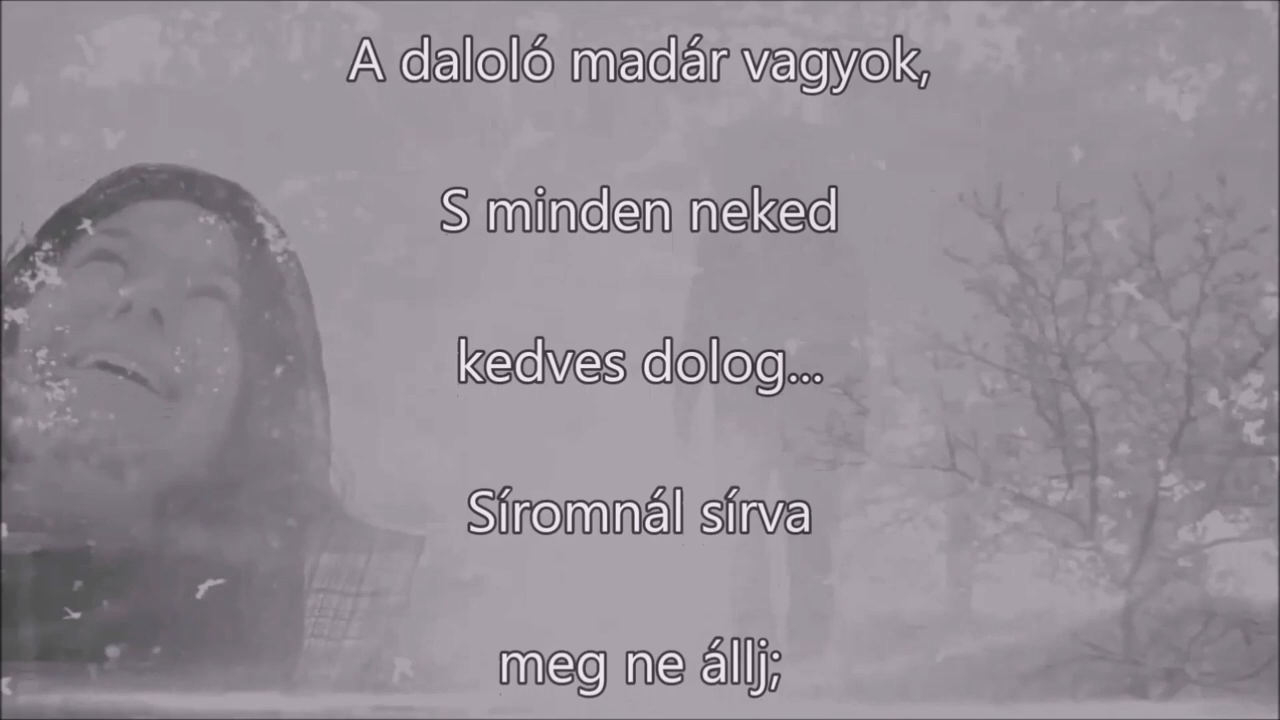 A daloló madár vagyok,
S minden neked
kedves dolog...
Síromnál sírva
meg ne állj;